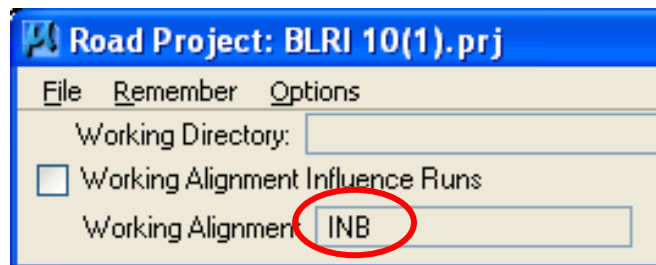 Road Project: BLRI 10(1).prj
File Remember Options
Working Directory:
Working Alignment Influence Runs
Working Alignment INB